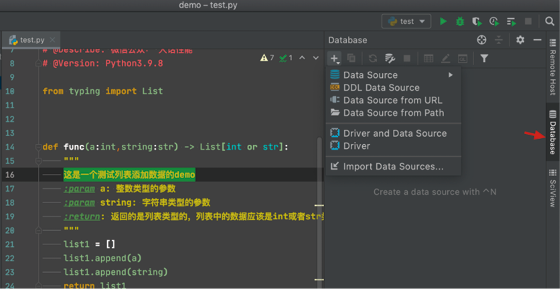 demo – test.py
test
test.py
Database
7 1
# @Version: Python3.9.8
from typing import List
def func(a:int,string:str) -> List[int or str]:
"""
这是一个测试列表添加数据的demo
:param a: 整数类型的参数
:param string: 字符串类型的参数
:return: 返回的是列表类型的, 列表中的数据应该是int或者str
"""
list1 = []
list1.append(a)
list1.append(string)
return list1
7
8
9
10
11
12
13
14
15
16
17
18
19
20
21
22
23
24
Data Source
DDL Data Source
Data Source from URL
Data Source from Path
Driver and Data Source
Driver
Import Data Sources...
Create a data source with ^N
Remote Host
Database
SciView